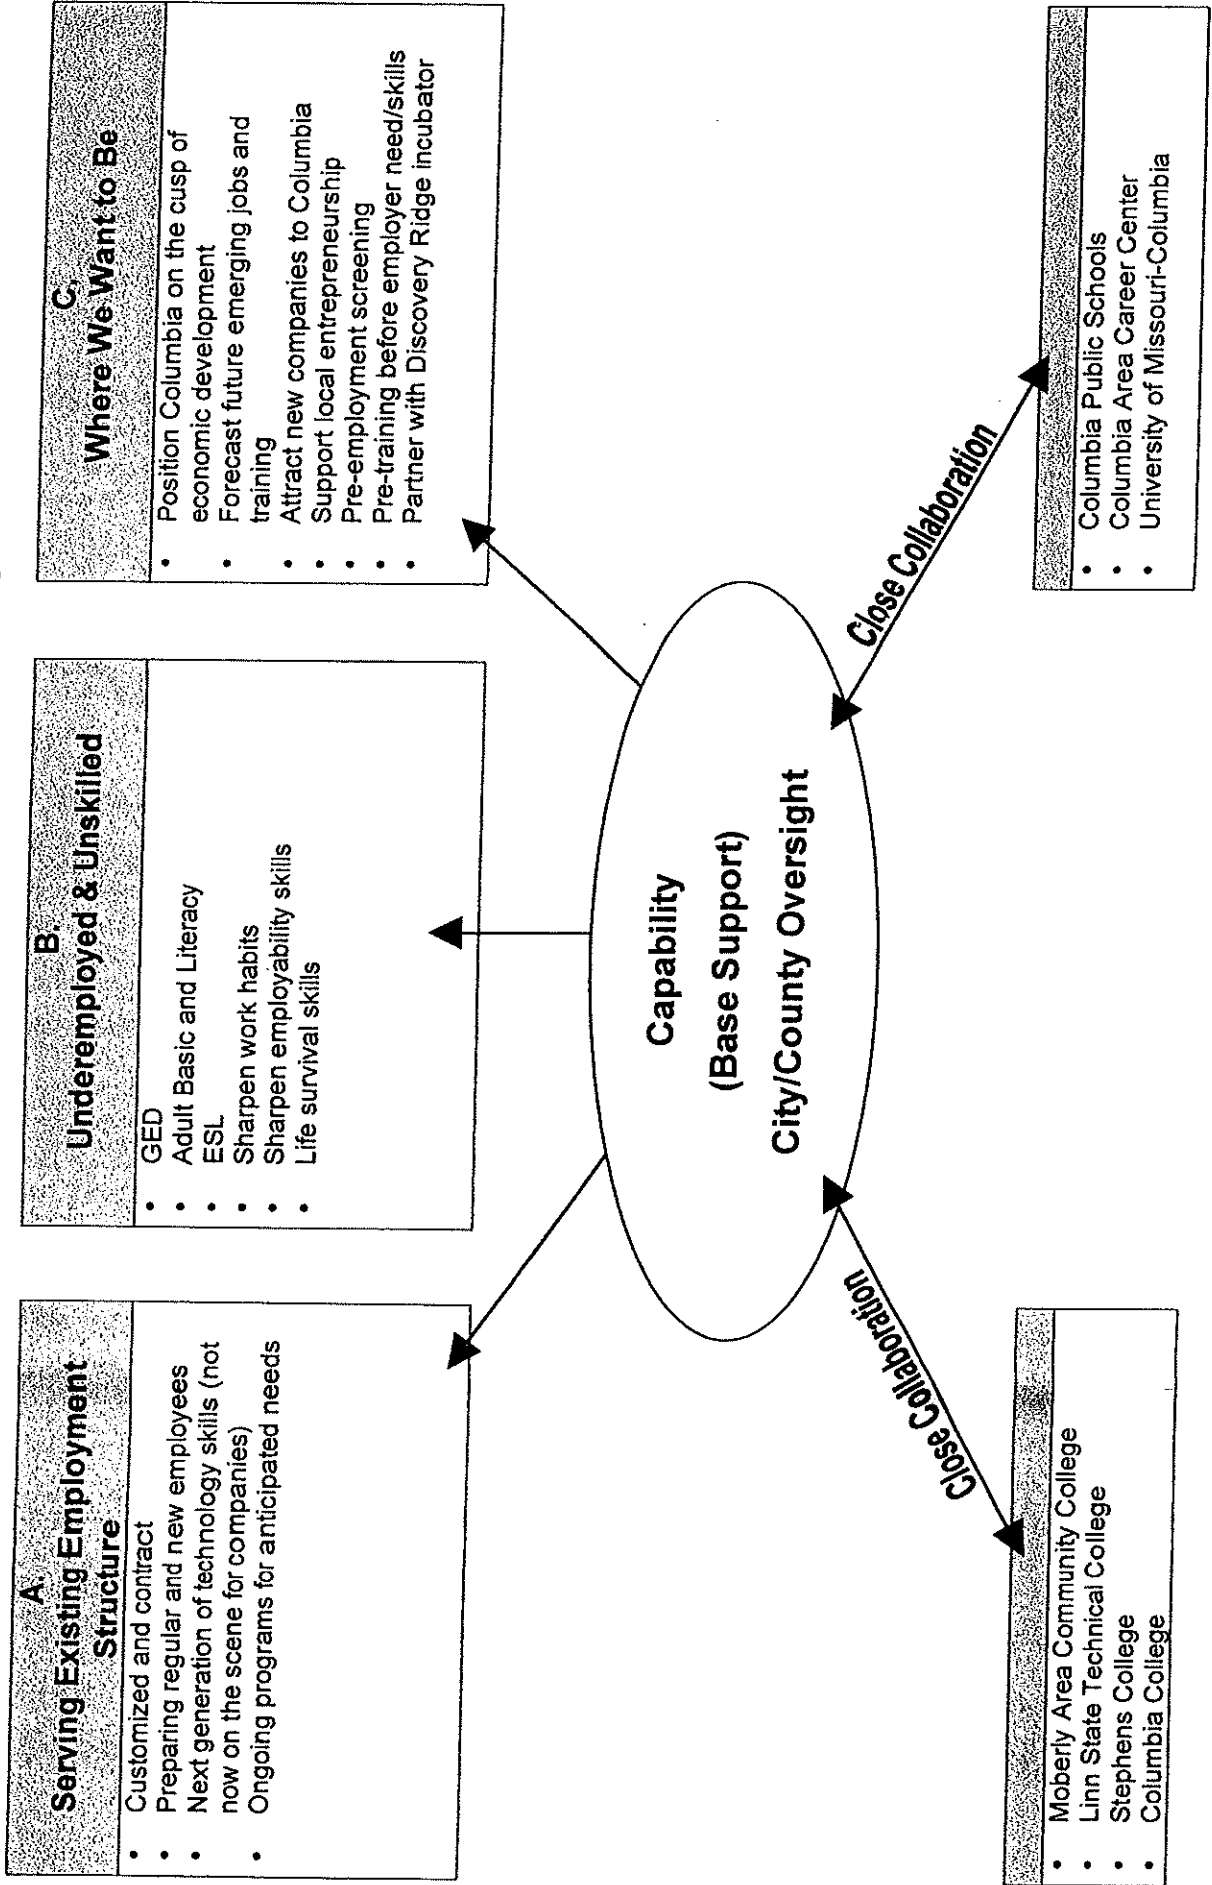 A.
Serving Existing Employment
Structure
• Customized and contract
• Preparing regular and new employees
• Next generation of technology skills (not
now on the scene for companies)
• Ongoing programs for anticipated needs
B.
Underemployed & Unskilled
• GED
• Adult Basic and Literacy
• ESL
• Sharpen work habits
• Sharpen employability skills
• Life survival skills
C.
Where We Want to Be
• Position Columbia on the cusp of
economic development
• Forecast future emerging jobs and
training
• Attract new companies to Columbia
• Support local entrepreneurship
• Pre-employment screening
• Pre-training before employer need/skills
• Partner with Discovery Ridge incubator
Capability
(Base Support)
City/County Oversight
Close Collaboration
Close Collaboration
• Moberly Area Community College
• Linn State Technical College
• Stephens College
• Columbia College
• Columbia Public Schools
• Columbia Area Career Center
• University of Missouri-Columbia